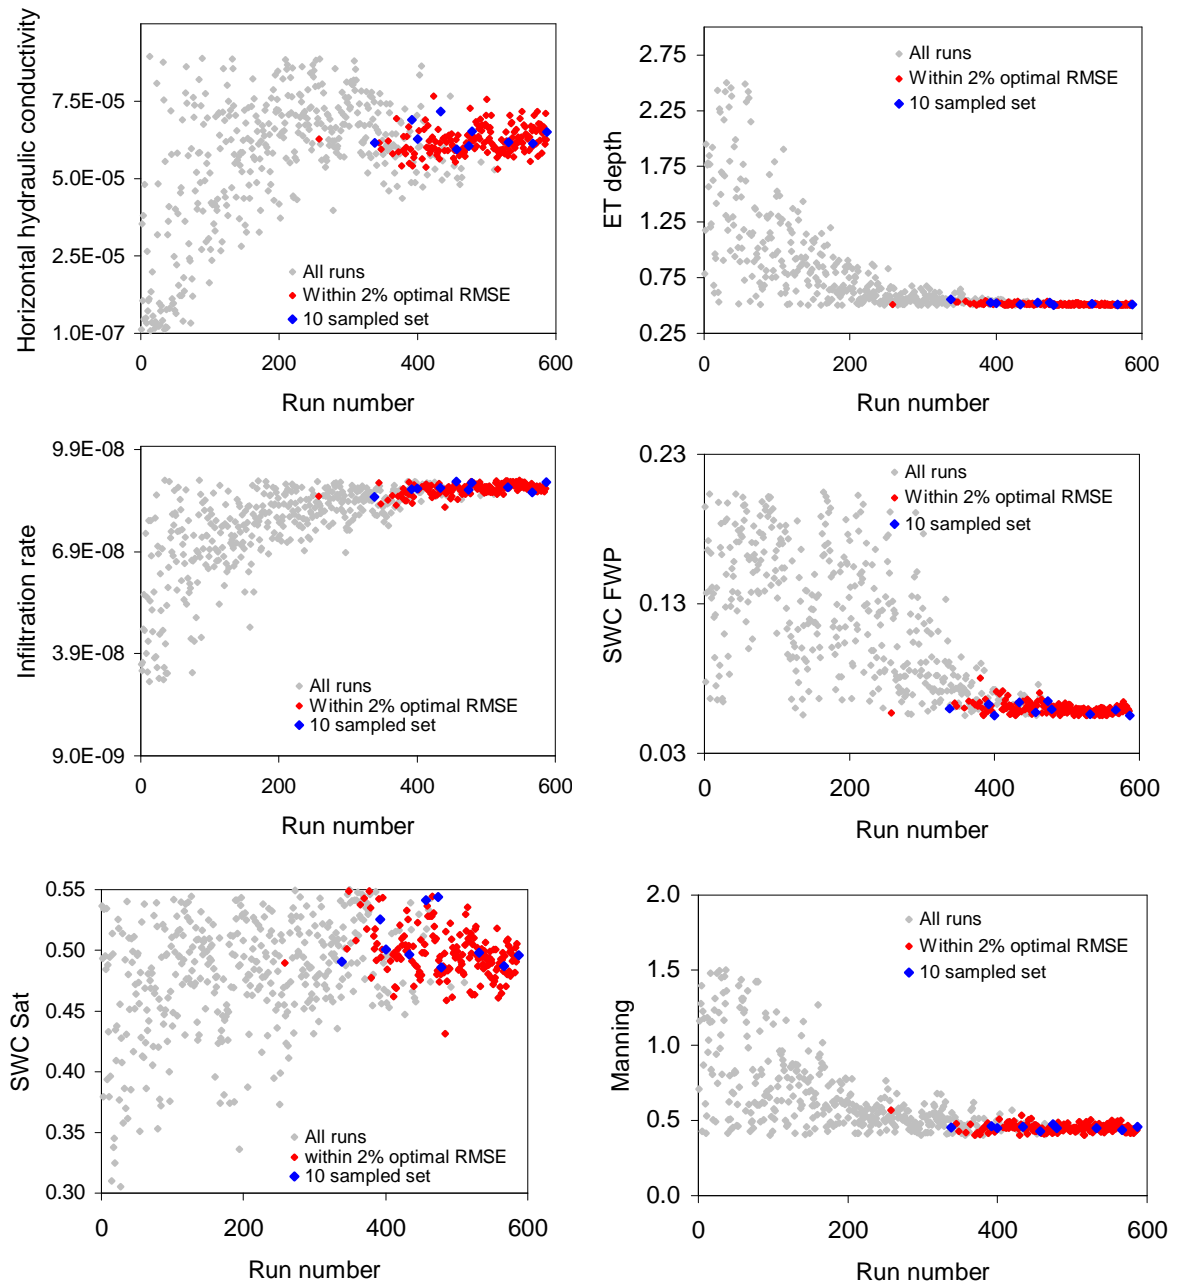 Horizontal hydraulic conductivity
7.5E-05
5.0E-05
2.5E-05
1.0E-07
All runs
Within 2% optimal RMSE
10 sampled set
0 200 400 600
Run number
ET depth
2.75
2.25
1.75
1.25
0.75
0.25
All runs
Within 2% optimal RMSE
10 sampled set
0 200 400 600
Run number
Infiltration rate
9.9E-08
6.9E-08
3.9E-08
9.0E-09
All runs
Within 2% optimal RMSE
10 sampled set
0 200 400 600
Run number
SWC FWP
0.23
0.13
0.03
All runs
Within 2% optimal RMSE
10 sampled set
0 200 400 600
Run number
SWC Sat
0.55
0.50
0.45
0.40
0.35
0.30
All runs
within 2% optimal RMSE
10 sampled set
0 200 400 600
Run number
Manning
2.0
1.5
1.0
0.5
0.0
All runs
Within 2% optimal RMSE
10 sampled set
0 200 400 600
Run number